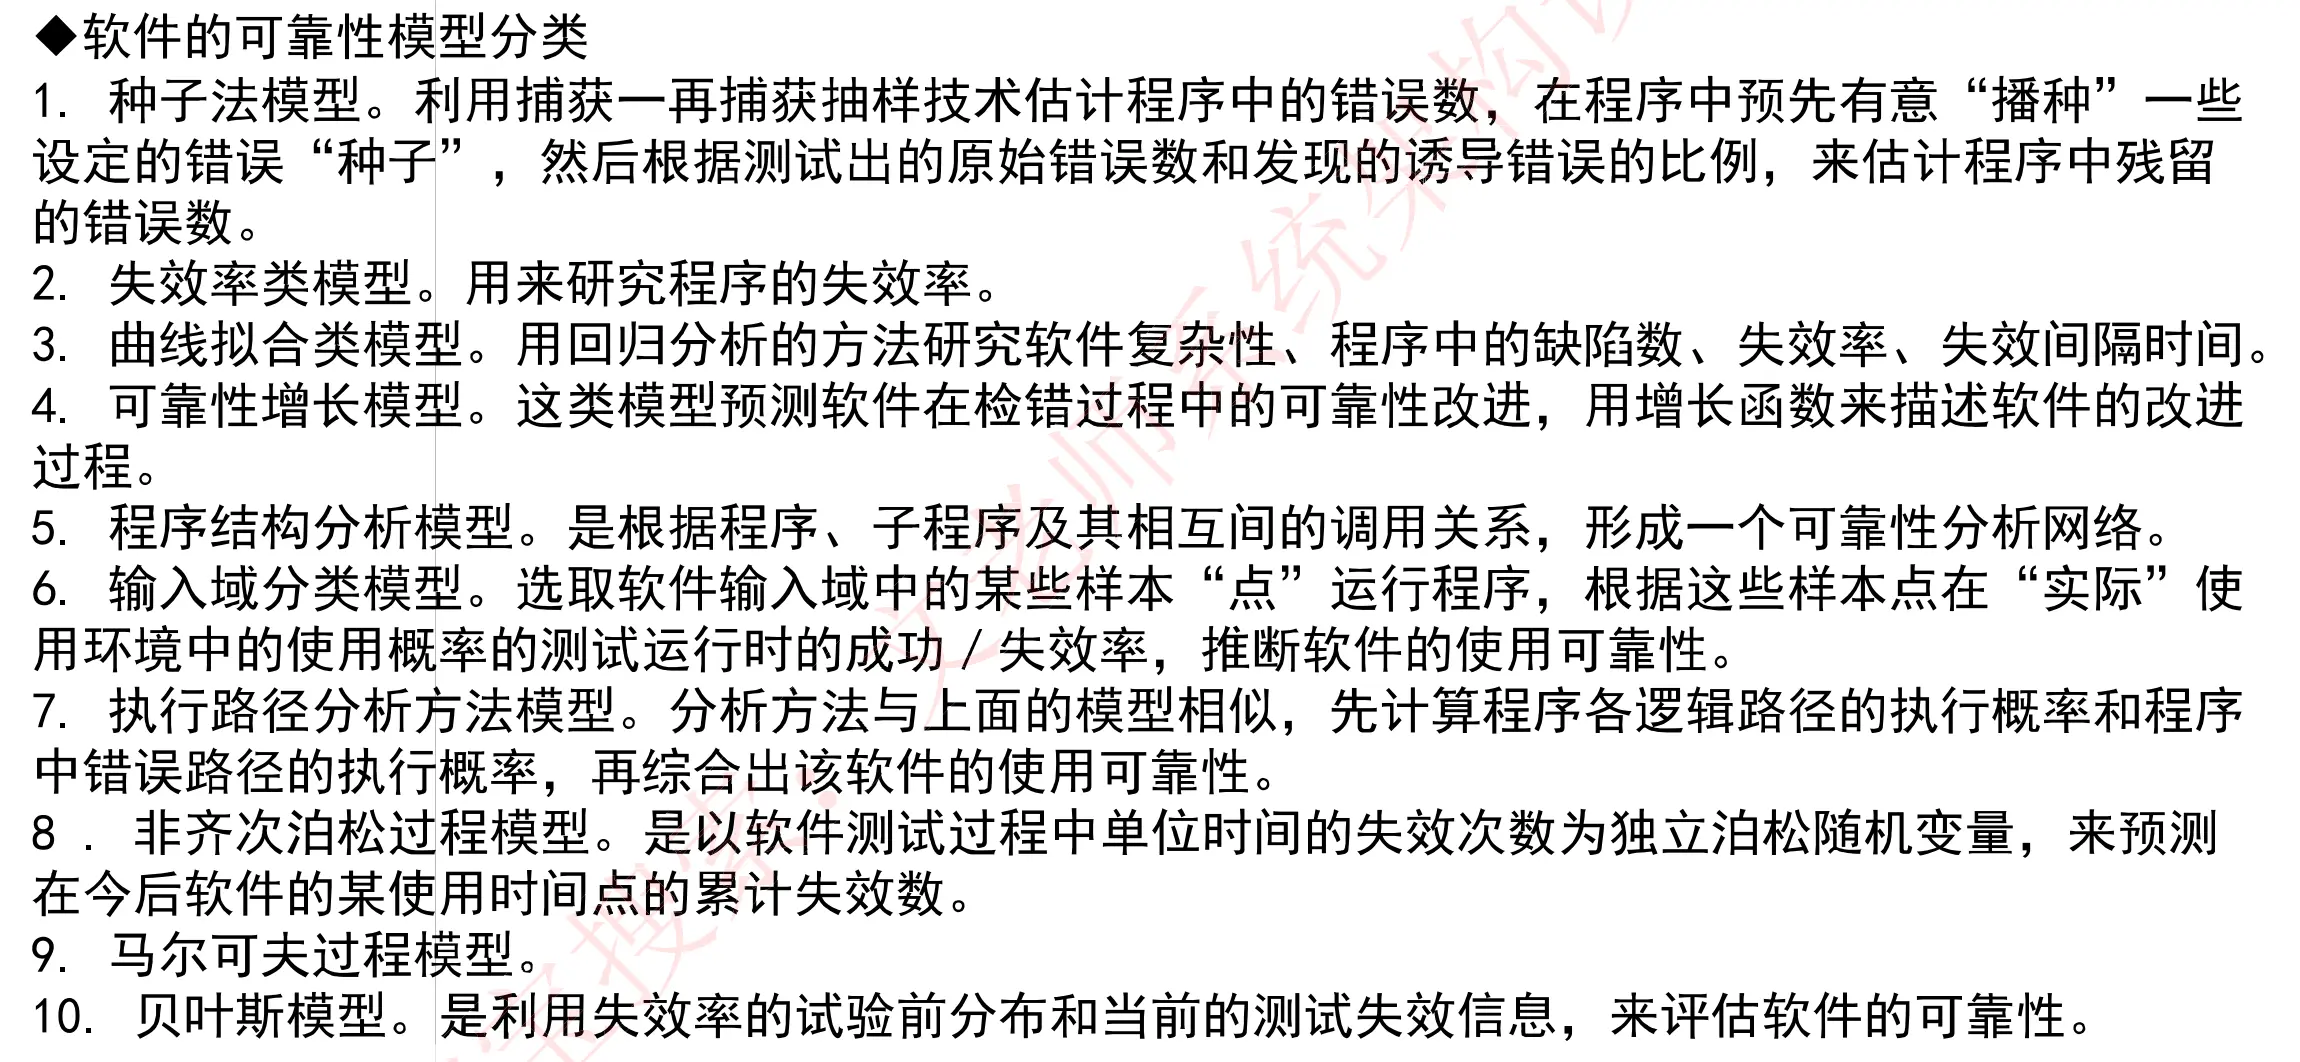 ◆软件的可靠性模型分类
1. 种子法模型。利用捕获一再捕获抽样技术估计程序中的错误数，在程序中预先有意“播种”一些
设定的错误“种子”，然后根据测试出的原始错误数和发现的诱导错误的比例，来估计程序中残留
的错误数。
2. 失效率类模型。用来研究程序的失效率。
3. 曲线拟合类模型。用回归分析的方法研究软件复杂性、程序中的缺陷数、失效率、失效间隔时间。
4. 可靠性增长模型。这类模型预测软件在检错过程中的可靠性改进，用增长函数来描述软件的改进
过程。
5. 程序结构分析模型。是根据程序、子程序及其相互间的调用关系，形成一个可靠性分析网络。
6. 输入域分类模型。选取软件输入域中的某些样本“点”运行程序，根据这些样本点在“实际”使
用环境中的使用概率的测试运行时的成功/失效率，推断软件的使用可靠性。
7. 执行路径分析方法模型。分析方法与上面的模型相似，先计算程序各逻辑路径的执行概率和程序
中错误路径的执行概率，再综合出该软件的使用可靠性。
8 . 非齐次泊松过程模型。是以软件测试过程中单位时间的失效次数为独立泊松随机变量，来预测
在今后软件的某使用时间点的累计失效数。
9. 马尔可夫过程模型。
10. 贝叶斯模型。是利用失效率的试验前分布和当前的测试失效信息，来评估软件的可靠性。
搜索：文老师系统架构